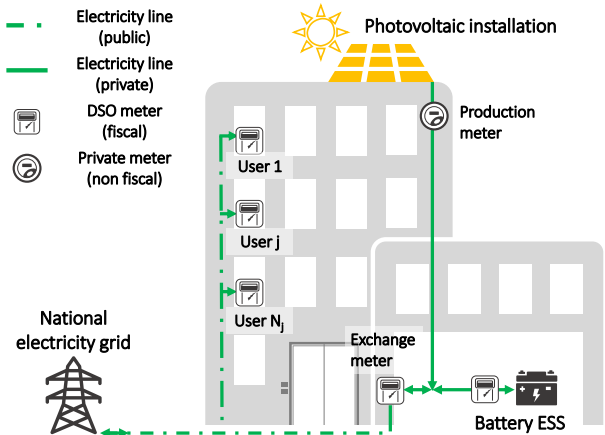 Electricity line
(public)
Electricity line
(private)
DSO meter
(fiscal)
Private meter
(non fiscal)
Photovoltaic installation
Production
meter
User 1
User j
User Nj
National
electricity grid
Exchange
meter
Battery ESS